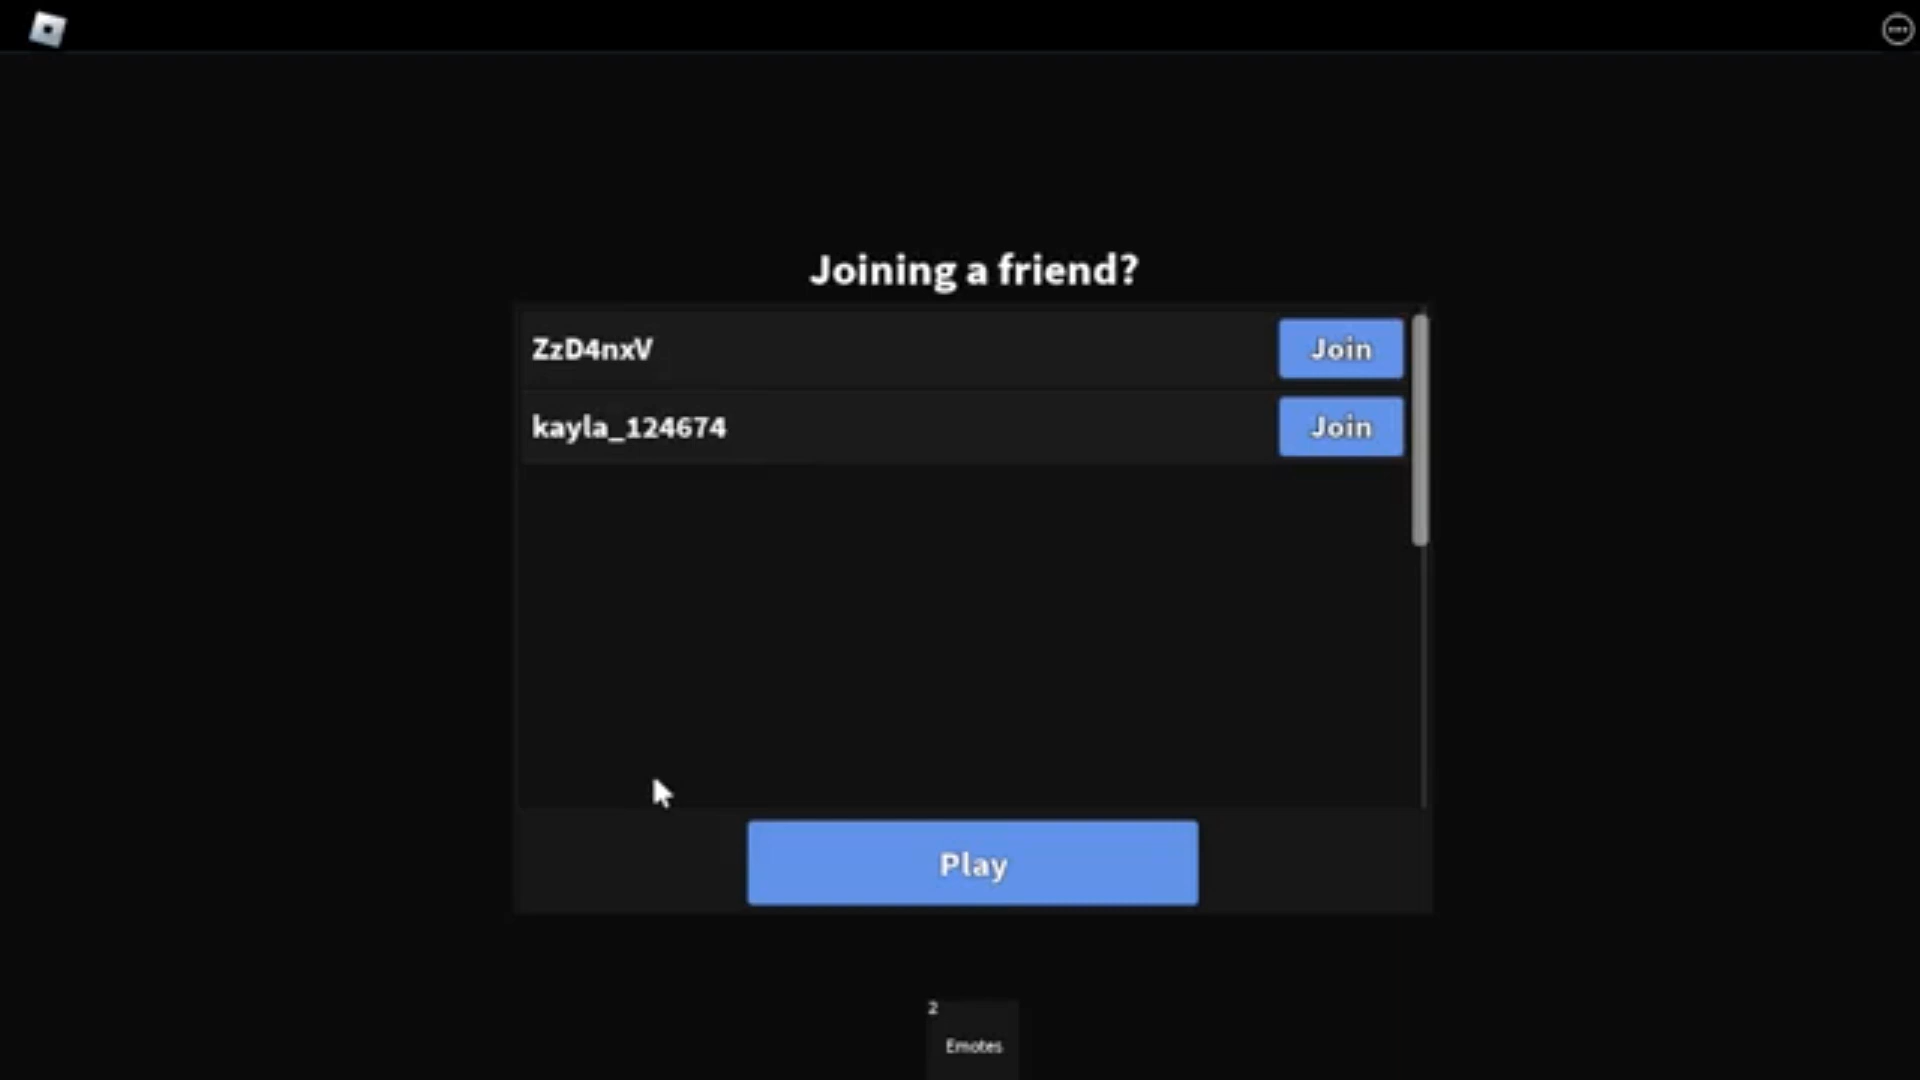 Joining a friend?
ZzD4nxV
Join
kayla_124674
Join
Play
2
Emotes